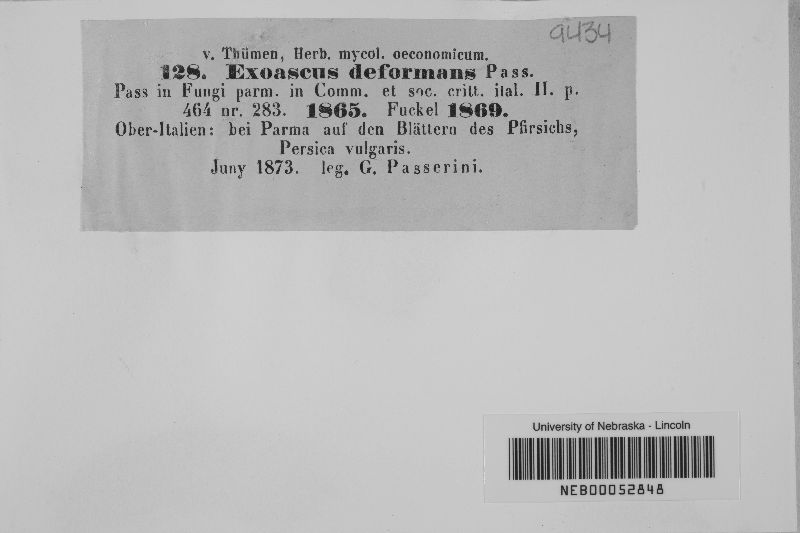 9434
v. Thümen, Herb. mycol. oeconomicum.
128. Exoascus deformans Pass.
Pass in Fungi parm. in Comm. et soc. critt. ital. II. p.
464 nr. 283. 1865. Fuckel 1869.
Ober-Italien: bei Parma auf den Blättern des Pfirsichs,
Persica vulgaris.
Juny 1873. leg. G. Passerini.
University of Nebraska - Lincoln
NEB00052848